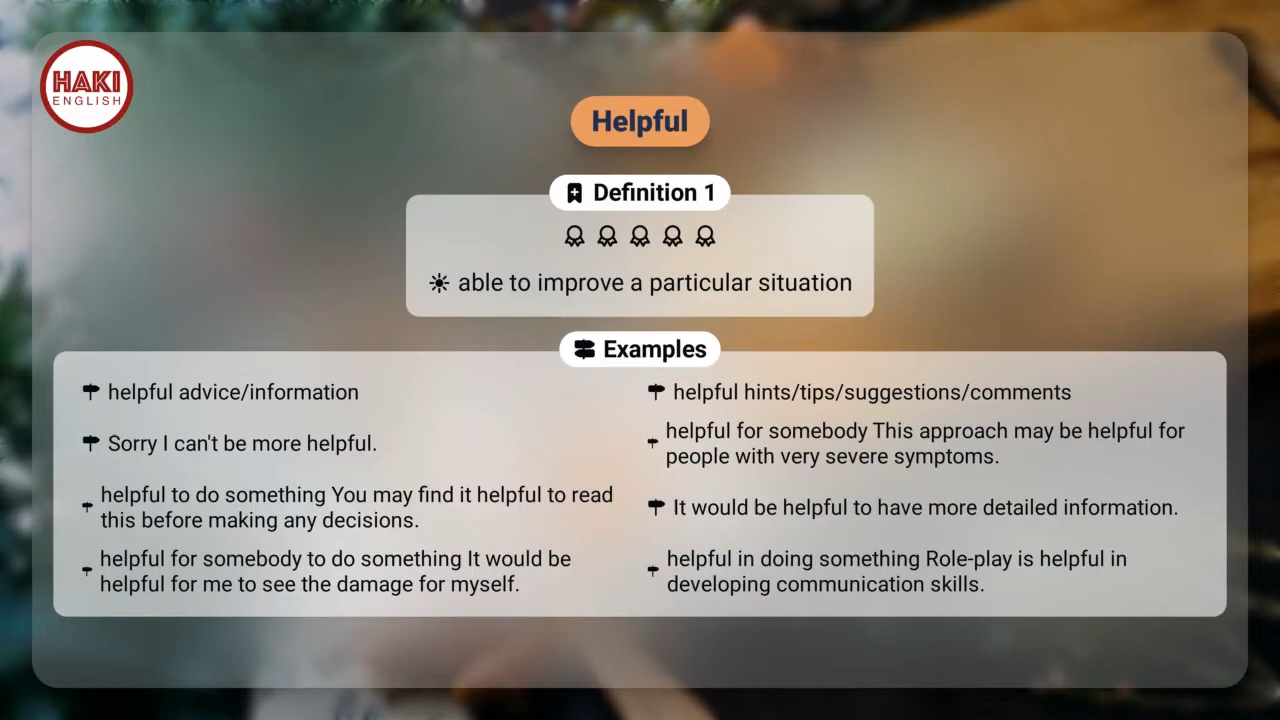 HAKI
ENGLISH
Helpful
Definition 1
able to improve a particular situation
Examples
helpful advice/information
helpful hints/tips/suggestions/comments
Sorry I can't be more helpful.
helpful for somebody This approach may be helpful for
people with very severe symptoms.
helpful to do something You may find it helpful to read
this before making any decisions.
It would be helpful to have more detailed information.
helpful for somebody to do something It would be
helpful for me to see the damage for myself.
helpful in doing something Role-play is helpful in
developing communication skills.